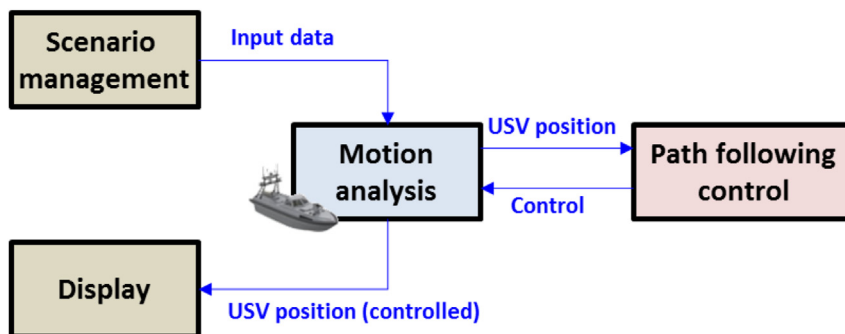 Scenario
management
Input data
Motion
analysis
USV position
Control
Path following
control
Display
USV position (controlled)